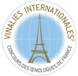 VINALIES INTERNATIONALES
CONCOURS DES ŒNOLOGUES DE FRANCE